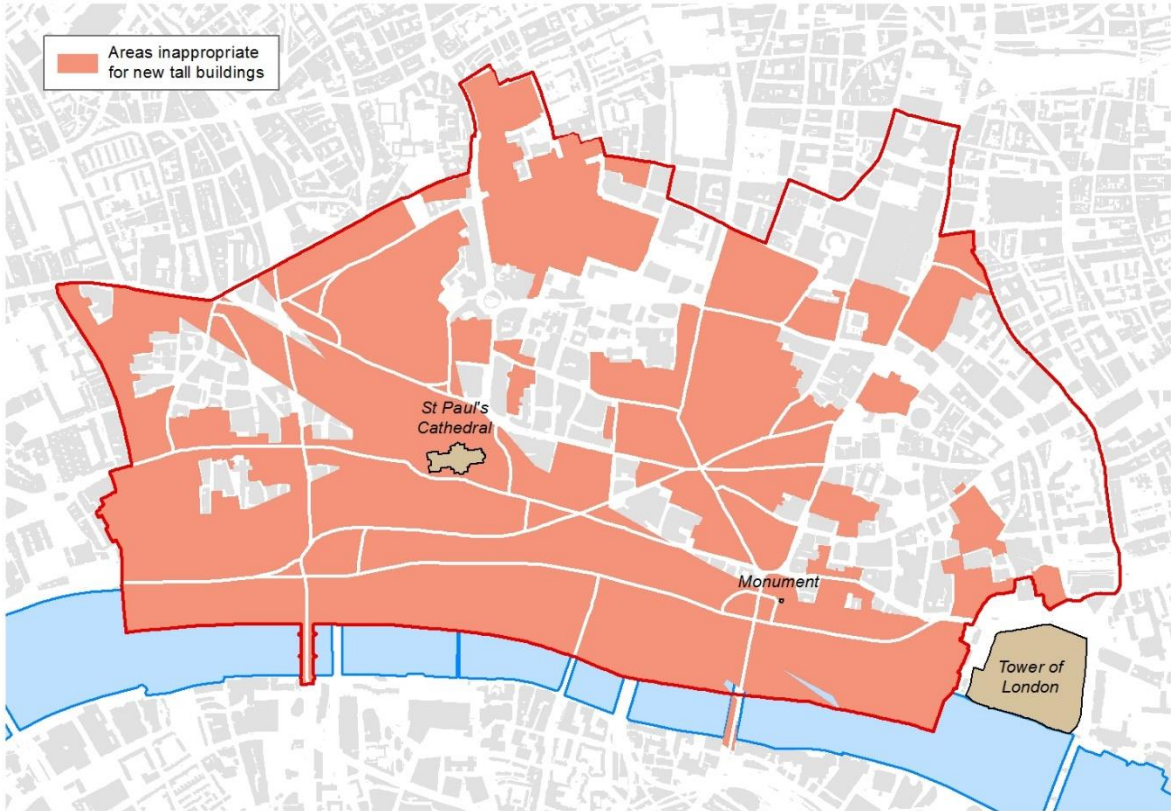 Areas inappropriate
for new tall buildings
St Paul's
Cathedral
Monument
Tower of
London